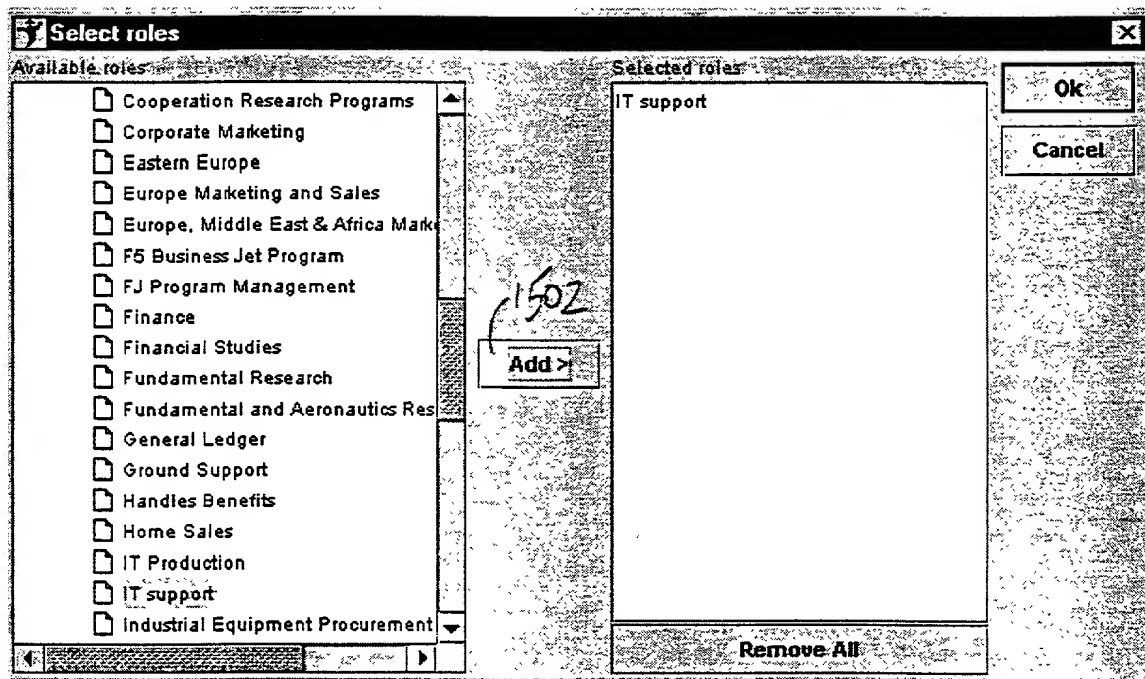 Select roles
Available roles
Cooperation Research Programs
Corporate Marketing
Eastern Europe
Europe Marketing and Sales
Europe, Middle East & Africa Marke
F5 Business Jet Program
FJ Program Management
Finance
Financial Studies
Fundamental Research
Fundamental and Aeronautics Res
General Ledger
Ground Support
Handles Benefits
Home Sales
IT Production
IT support
Industrial Equipment Procurement
1502
Add >
Selected roles
IT support
Remove All
Ok
Cancel